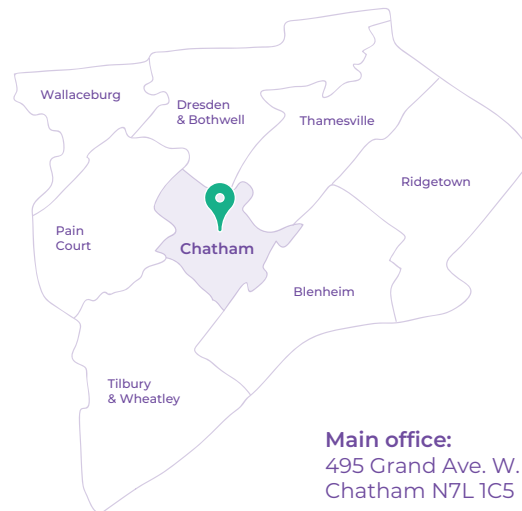 Wallaceburg
Dresden
& Bothwell
Thamesville
Ridgetown
Pain
Court
Chatham
Blenheim
Tilbury
& Wheatley
Main office:
495 Grand Ave. W.
Chatham N7L 1C5